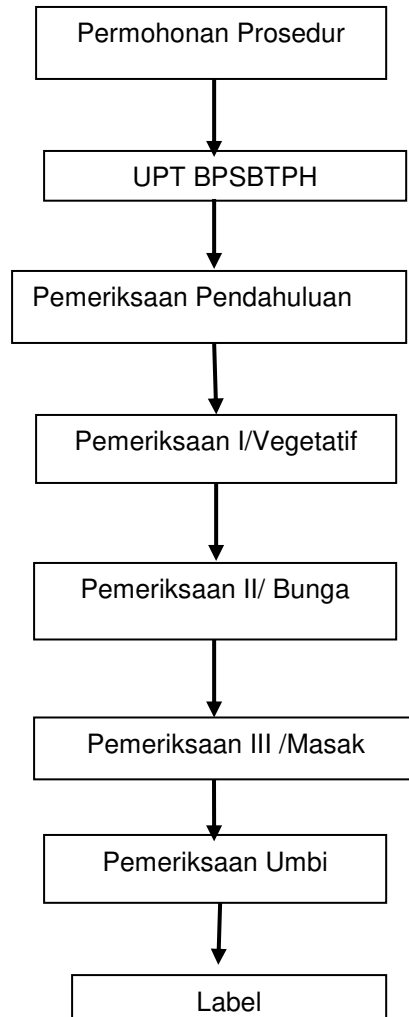 Permohonan Prosedur
UPT BPSBTPH
Pemeriksaan Pendahuluan
Pemeriksaan I/Vegetatif
Pemeriksaan II/ Bunga
Pemeriksaan III /Masak
Pemeriksaan Umbi
Label